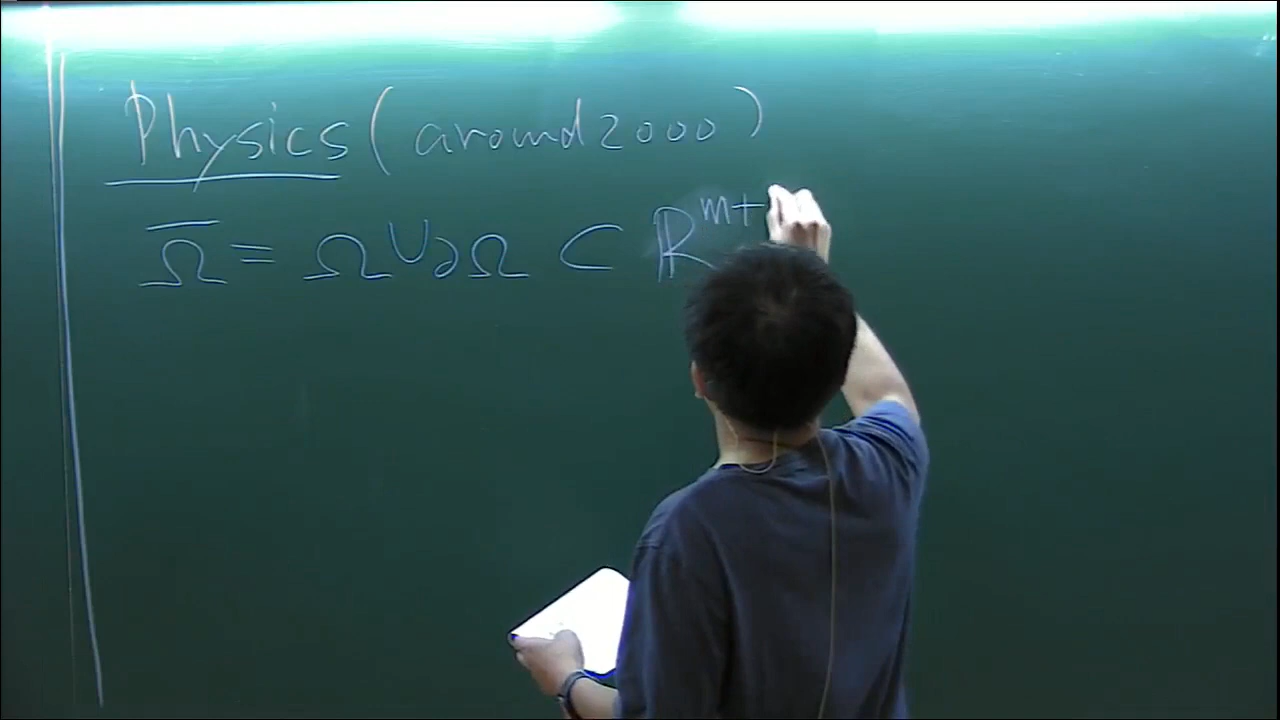 Physics (around 2000)
Ω̅ = Ω ∪ ∂Ω ⊂ ℝ^{m+